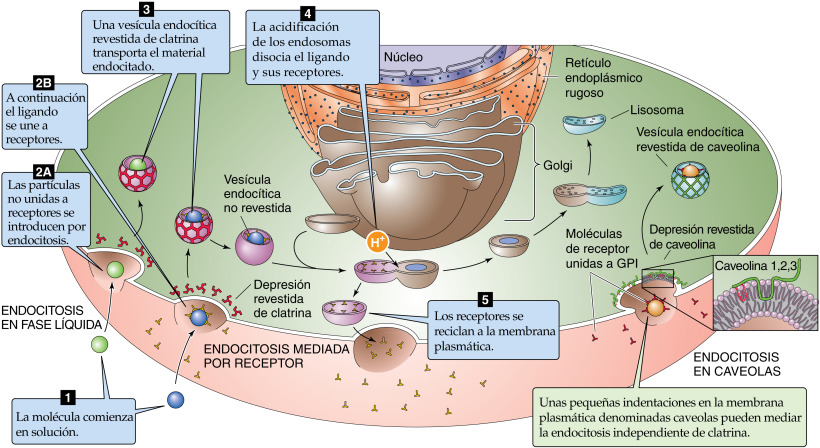 3
Una vesícula endocítica
revestida de clatrina
transporta el material
endocitado.
4
La acidificación
de los endosomas
disocia el ligando
y sus receptores.
Núcleo
Retículo
endoplásmico
rugoso
Lisosoma
Vesícula endocítica
revestida de caveolina
Golgi
2B
A continuación
el ligando
se une a
receptores.
2A
Las partículas
no unidas a
receptores se
introducen por
endocitosis.
Vesícula
endocítica
no revestida
H+
Moléculas
de receptor
unidas a GPI
Depresión revestida
de caveolina
Caveolina 1,2,3
Depresión
revestida
de clatrina
ENDOCITOSIS
EN FASE LÍQUIDA
ENDOCITOSIS MEDIADA
POR RECEPTOR
5
Los receptores se
reciclan a la membrana
plasmática.
ENDOCITOSIS
EN CAVEOLAS
1
La molécula comienza
en solución.
Unas pequeñas indentaciones en la membrana
plasmática denominadas caveolas pueden mediar
la endocitosis independiente de clatrina.